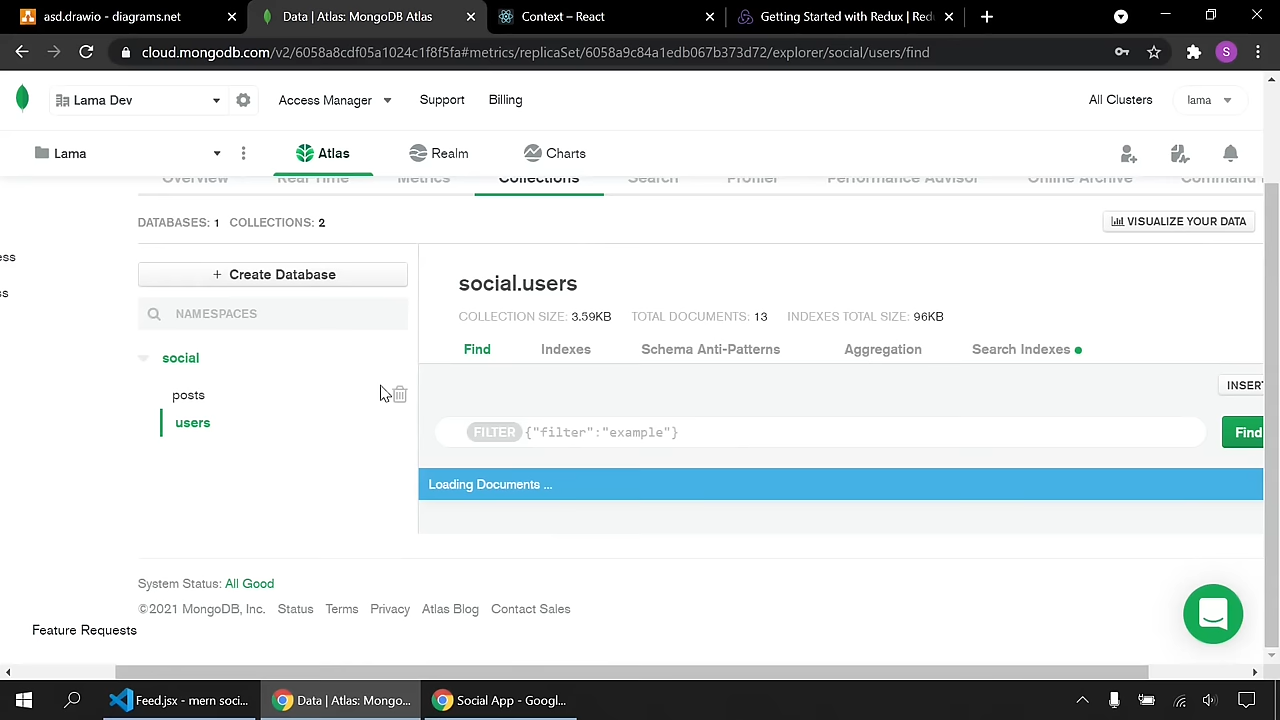 asd.drawio - diagrams.net
Data | Atlas: MongoDB Atlas
Context – React
Getting Started with Redux | Red
cloud.mongodb.com/v2/6058a8cdf05a1024c1f8f5fa#metrics/replicaSet/6058a9c84a1edb067b373d72/explorer/social/users/find
S
Lama Dev
Access Manager
Support
Billing
All Clusters
lama
Lama
Atlas
Realm
Charts
Overview
Real Time
Metrics
Collections
Search
Profiler
Performance Advisor
Online Archive
Command
DATABASES: 1 COLLECTIONS: 2
VISUALIZE YOUR DATA
ess
s
+ Create Database
NAMESPACES
social
posts
users
social.users
COLLECTION SIZE: 3.59KB TOTAL DOCUMENTS: 13 INDEXES TOTAL SIZE: 96KB
Find
Indexes
Schema Anti-Patterns
Aggregation
Search Indexes
INSERT
FILTER {"filter":"example"}
Find
Loading Documents ...
System Status: All Good
©2021 MongoDB, Inc. Status Terms Privacy Atlas Blog Contact Sales
Feature Requests
Feed.jsx - mern soci...
Data | Atlas: Mongo...
Social App - Googl...